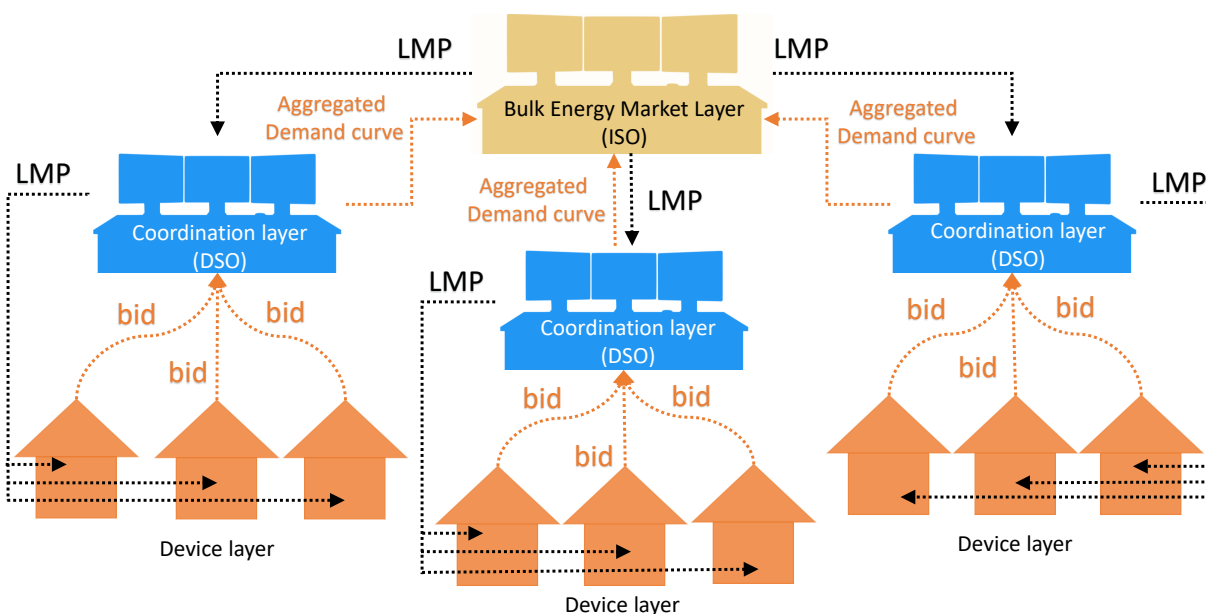 LMP
LMP
Bulk Energy Market Layer
(ISO)
Aggregated
Demand curve
Aggregated
Demand curve
LMP
Aggregated
Demand curve
LMP
LMP
Coordination layer
(DSO)
Coordination layer
(DSO)
LMP
Coordination layer
(DSO)
bid
bid
bid
bid
bid
bid
bid
bid
bid
Device layer
Device layer
Device layer